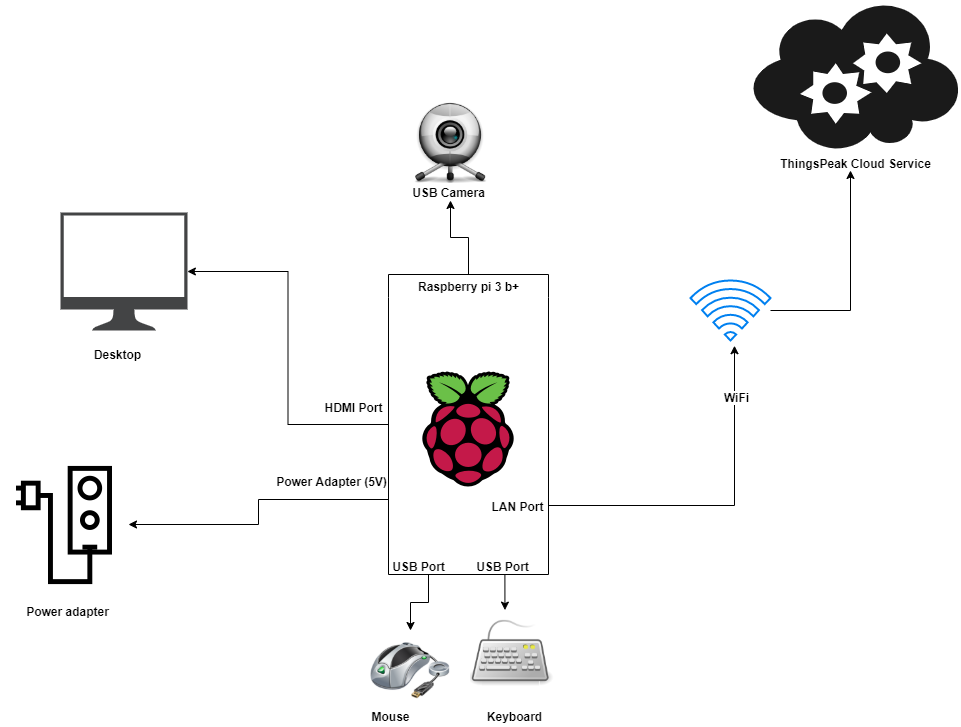 ThingsPeak Cloud Service
USB Camera
Raspberry pi 3 b+
Desktop
HDMI Port
WiFi
Power Adapter (5V)
LAN Port
USB Port
USB Port
Power adapter
Mouse
Keyboard